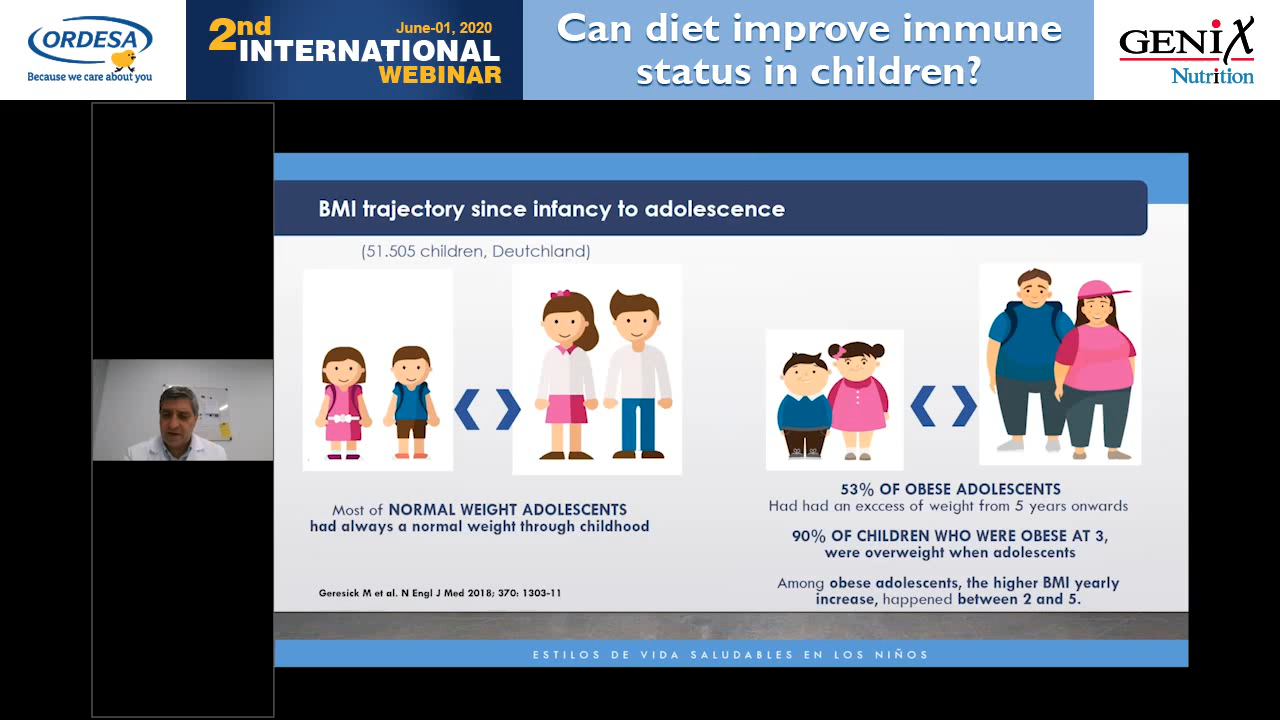 ORDESA
Because we care about you
2nd
June-01, 2020
INTERNATIONAL
WEBINAR
Can diet improve immune
status in children?
GENIX
Nutrition
BMI trajectory since infancy to adolescence
(51.505 children, Deutchland)
Most of NORMAL WEIGHT ADOLESCENTS
had always a normal weight through childhood
53% OF OBESE ADOLESCENTS
Had had an exccess of weight from 5 years onwards
90% OF CHILDREN WHO WERE OBESE AT 3,
were overweight when adolescents
Among obese adolescents, the higher BMI yearly
increase, happened between 2 and 5.
Geresick M et al. N Engl J Med 2018; 370: 1303-11
ESTILOS DE VIDA SALUDABLES EN LOS NIÑOS